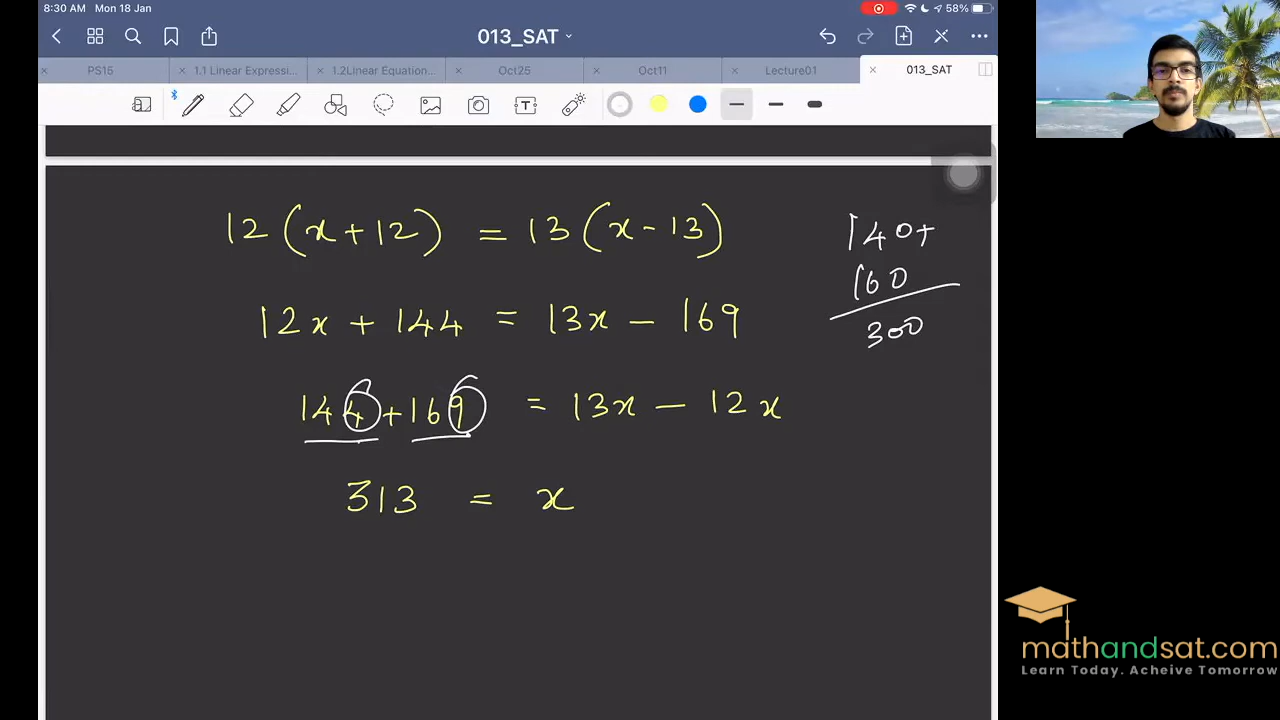 8:30 AM Mon 18 Jan
58%
013_SAT
PS15
1.1 Linear Expressi...
1.2Linear Equation...
Oct25
Oct11
Lecture01
013_SAT
T
12(x+12) = 13(x-13)
12x + 144 = 13x - 169
144+169 = 13x - 12x
313 = x
140+
160
300
mathandsat.com
Learn Today. Acheive Tomorrow